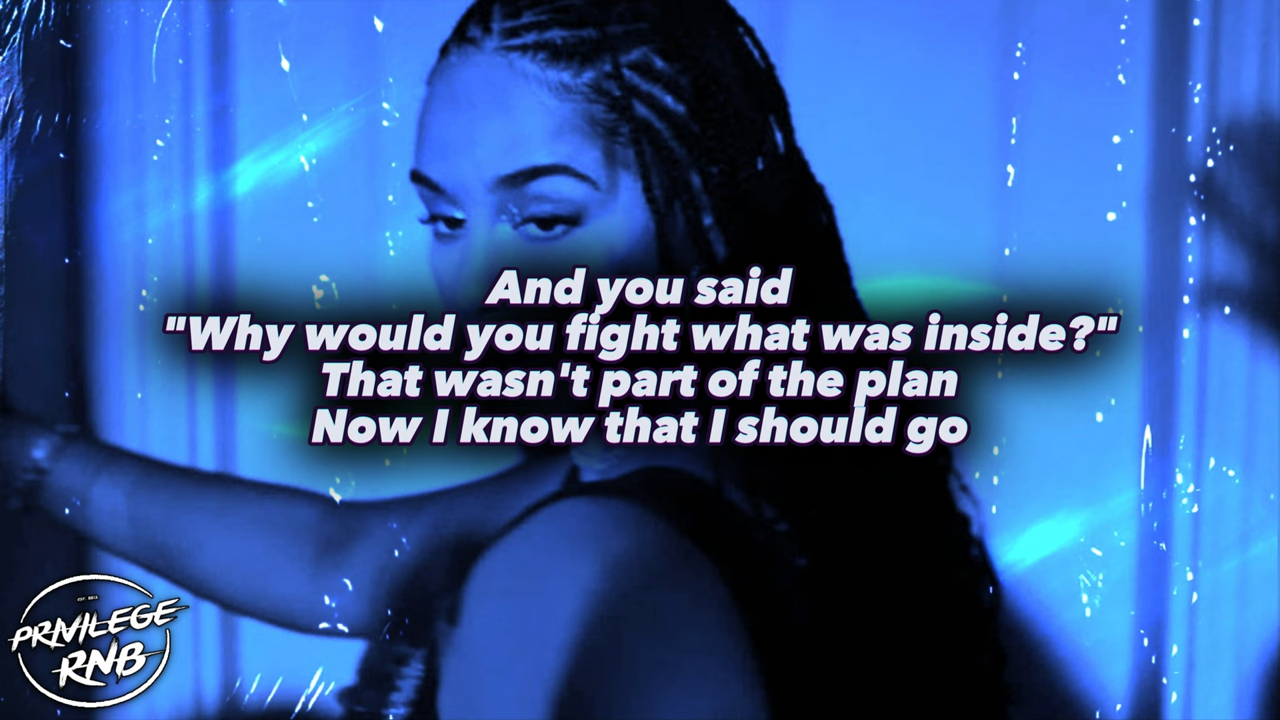 And you said
"Why would you fight what was inside?"
That wasn't part of the plan
Now I know that I should go
PRIVILEGE
RNB